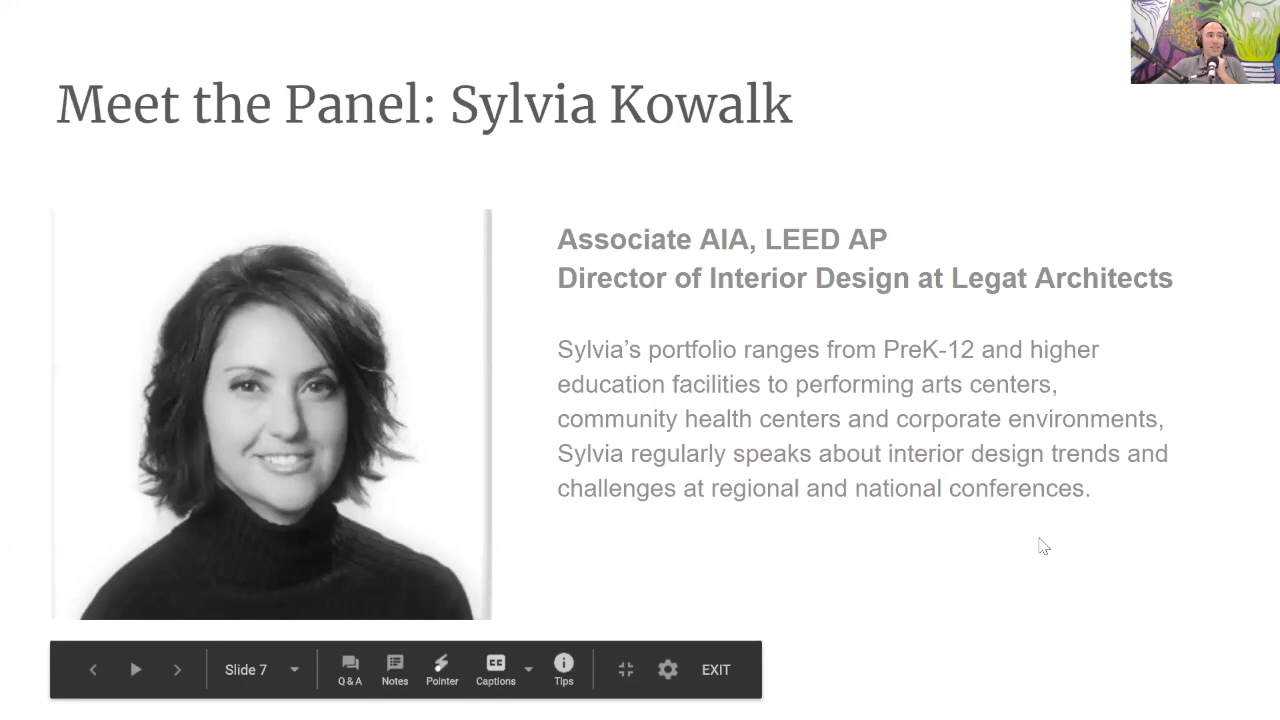 Meet the Panel: Sylvia Kowalk
Associate AIA, LEED AP
Director of Interior Design at Legat Architects
Sylvia’s portfolio ranges from PreK-12 and higher
education facilities to performing arts centers,
community health centers and corporate environments,
Sylvia regularly speaks about interior design trends and
challenges at regional and national conferences.
Slide 7
Q & A
Notes
Pointer
CC
Captions
Tips
EXIT